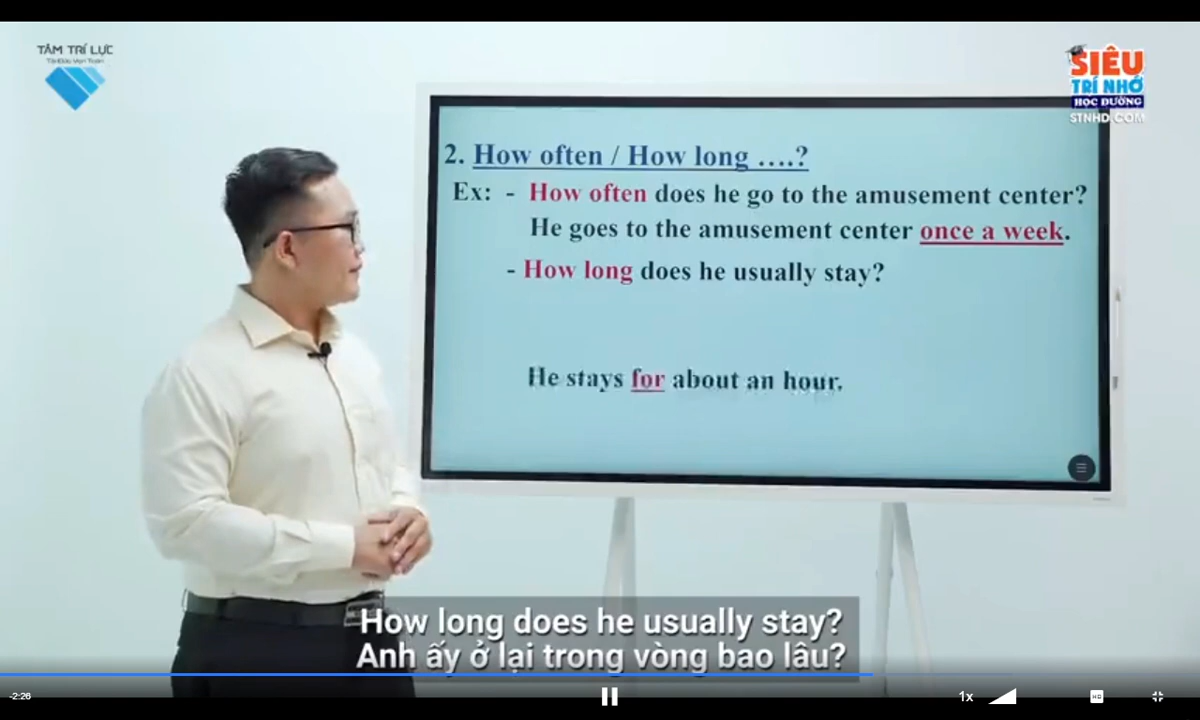 TÂM TRÍ LỰC
SIÊU
TRÍ NHỚ
HỌC ĐƯỜNG
STNHD.COM
2. How often / How long ….?
Ex: - How often does he go to the amusement center?
He goes to the amusement center once a week.
- How long does he usually stay?
He stays for about an hour.
How long does he usually stay?
Anh ấy ở lại trong vòng bao lâu?
-2:26
1x
HD